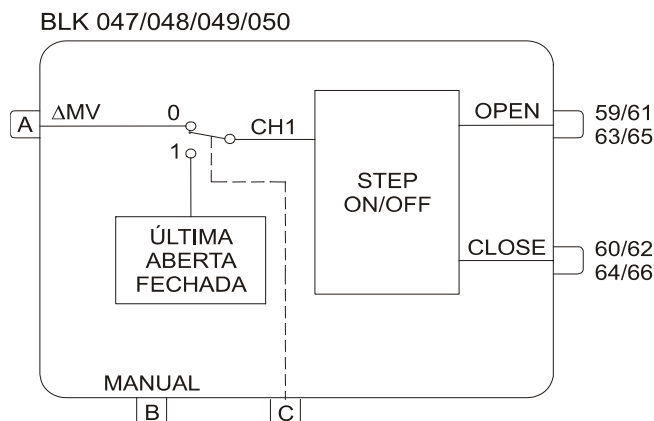 BLK 047/048/049/050
A
ΔMV
0
1
CH1
STEP
ON/OFF
OPEN
59/61
63/65
ÚLTIMA
ABERTA
FECHADA
CLOSE
60/62
64/66
MANUAL
B
C